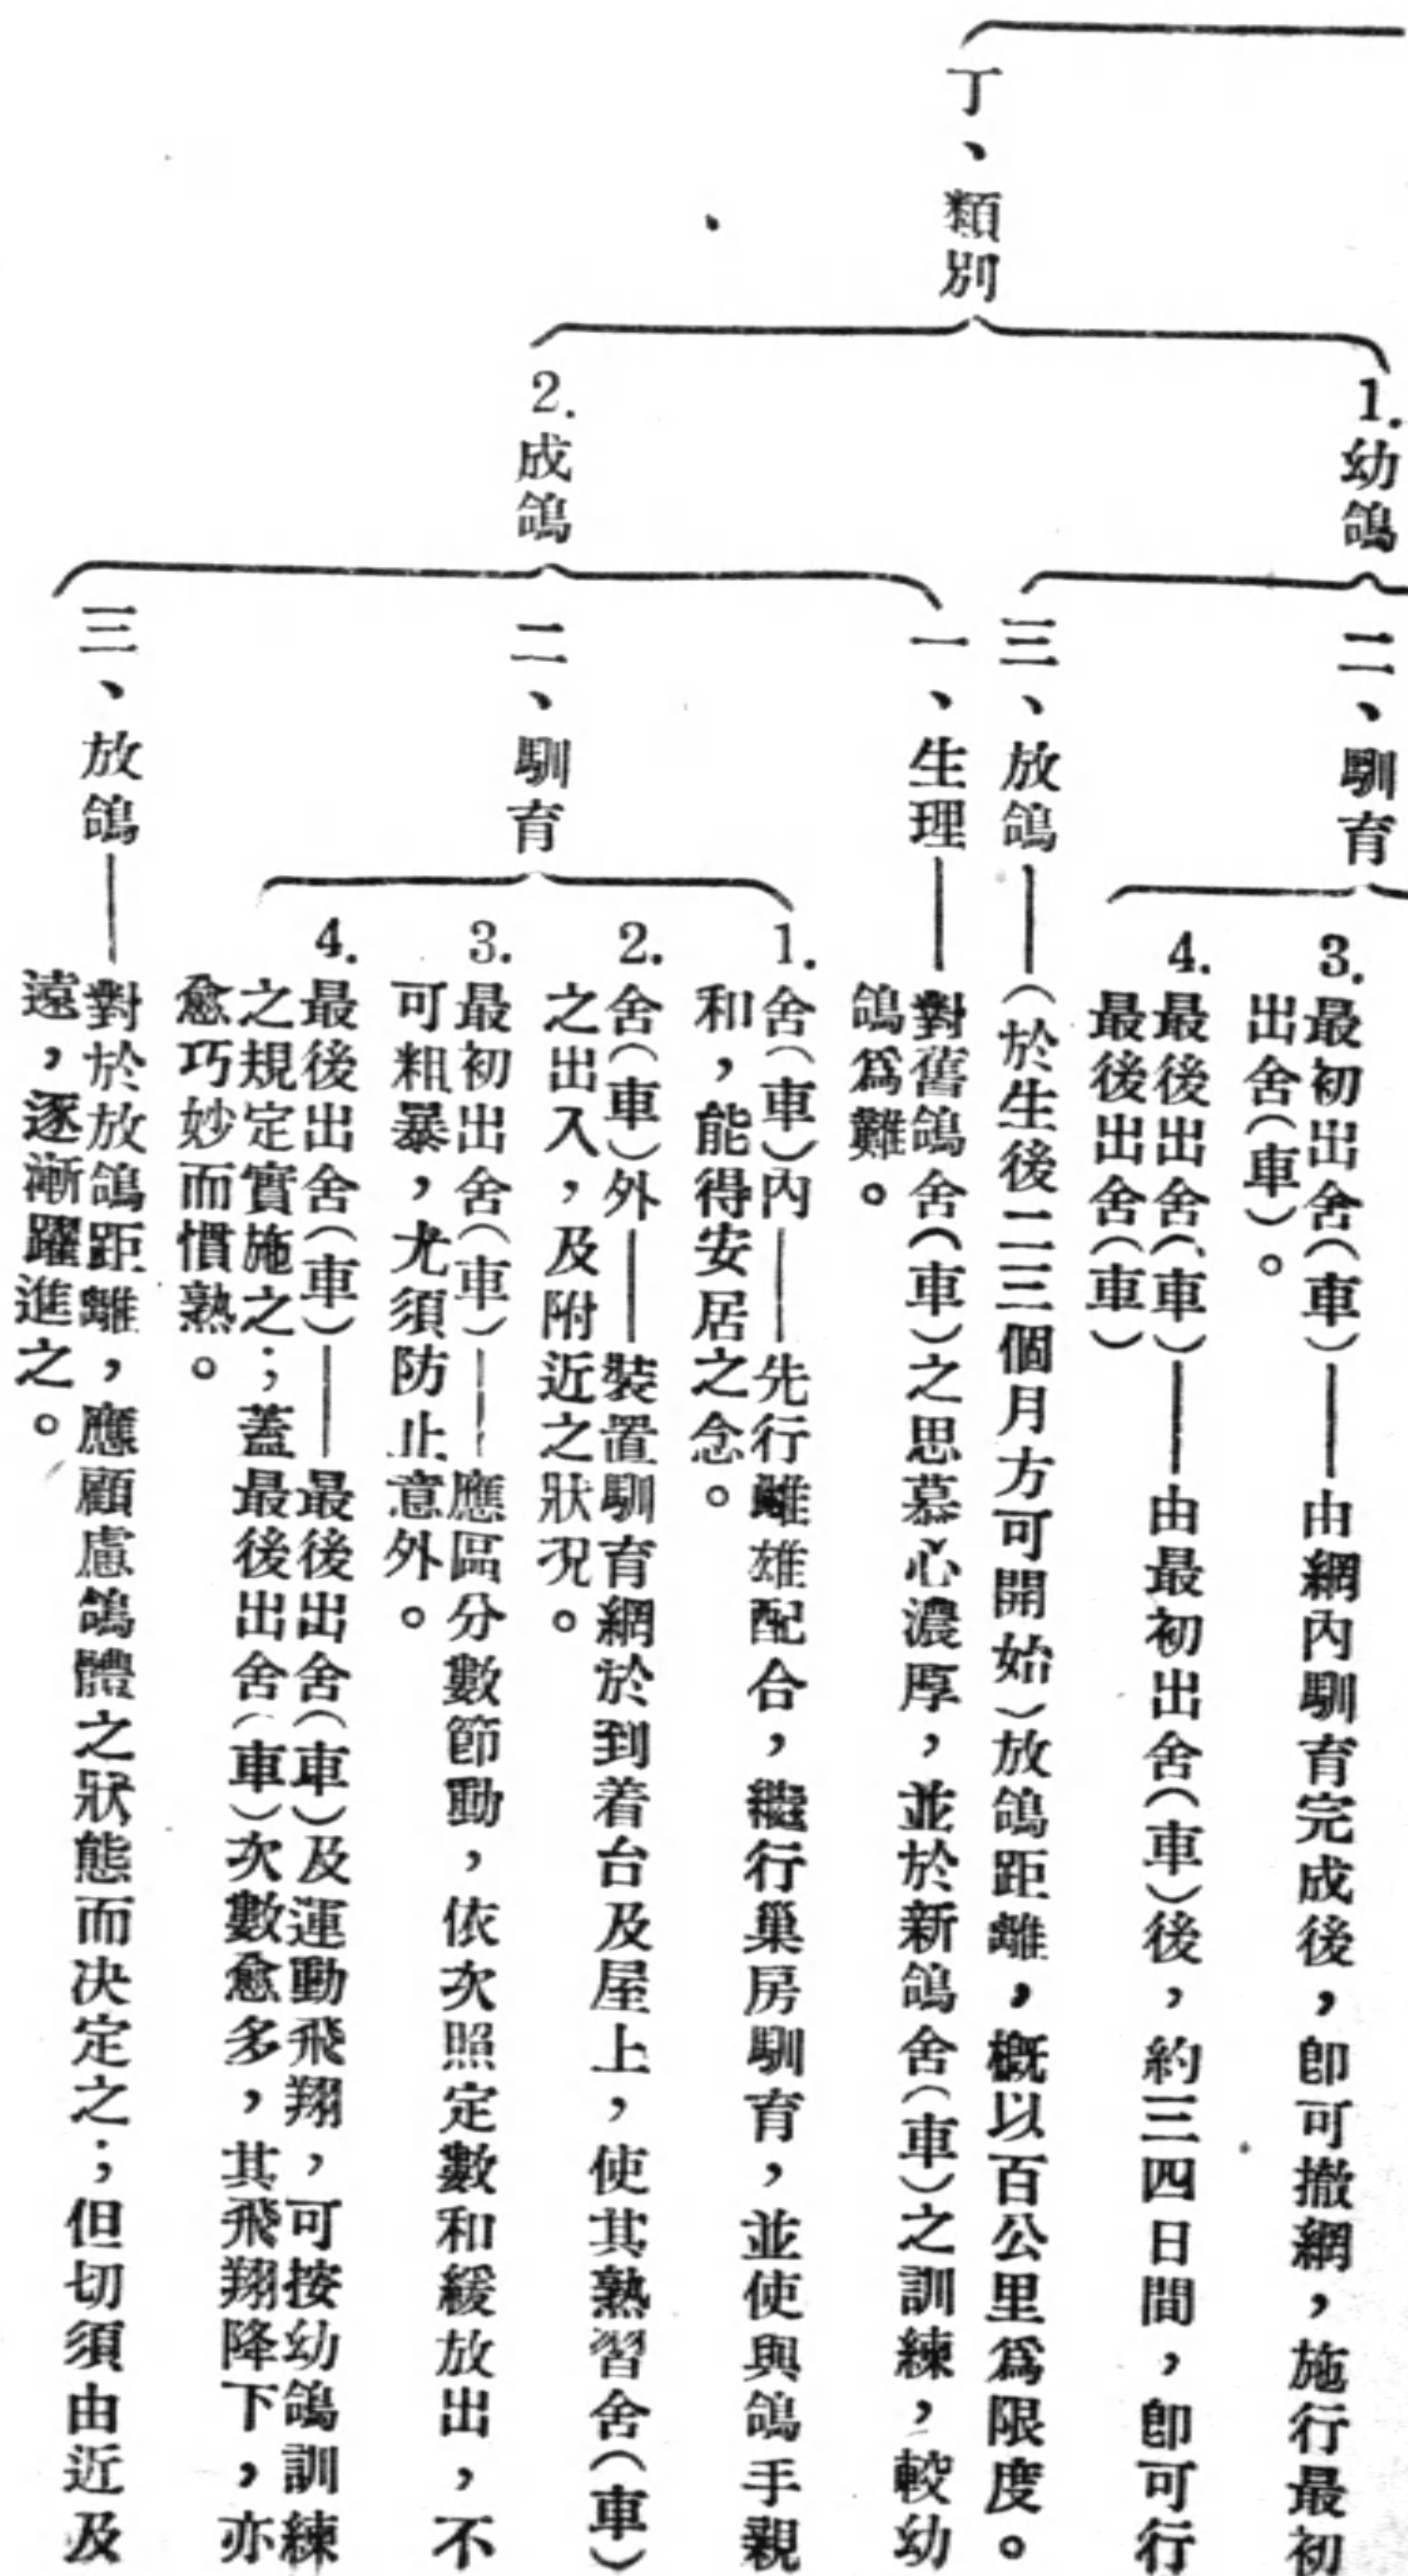 丁、類別
1.幼鴿
二、馴育
3.最初出舍(車)——由網內馴育完成後，卽可撤網，施行最初
出舍(車)。
4.最後出舍(車)——由最初出舍(車)後，約三四日間，卽可行
最後出舍(車)
三、放鴿——(於生後二三個月方可開始)放鴿距離，概以百公里爲限度。
2.成鴿
一、生理——對舊鴿舍(車)之思慕心濃厚，並於新鴿舍(車)之訓練，較幼
鴿爲難。
二、馴育
1.舍(車)內——先行雌雄配合，繼行巢房馴育，並使與鴿手親
和，能得安居之念。
2.舍(車)外——裝置馴育網於到着台及屋上，使其熟習舍(車)
之出入，及附近之狀况。
3.最初出舍(車)——應區分數節動，依次照定數和緩放出，不
可粗暴，尤須防止意外。
4.最後出舍(車)——最後出舍(車)及運動飛翔，可按幼鴿訓練
之規定實施之；蓋最後出舍(車)次數愈多，其飛翔降下，亦
愈巧妙而慣熟。
三、放鴿——對於放鴿距離，應顧慮鴿體之狀態而决定之；但切須由近及
遠，逐漸躍進之。